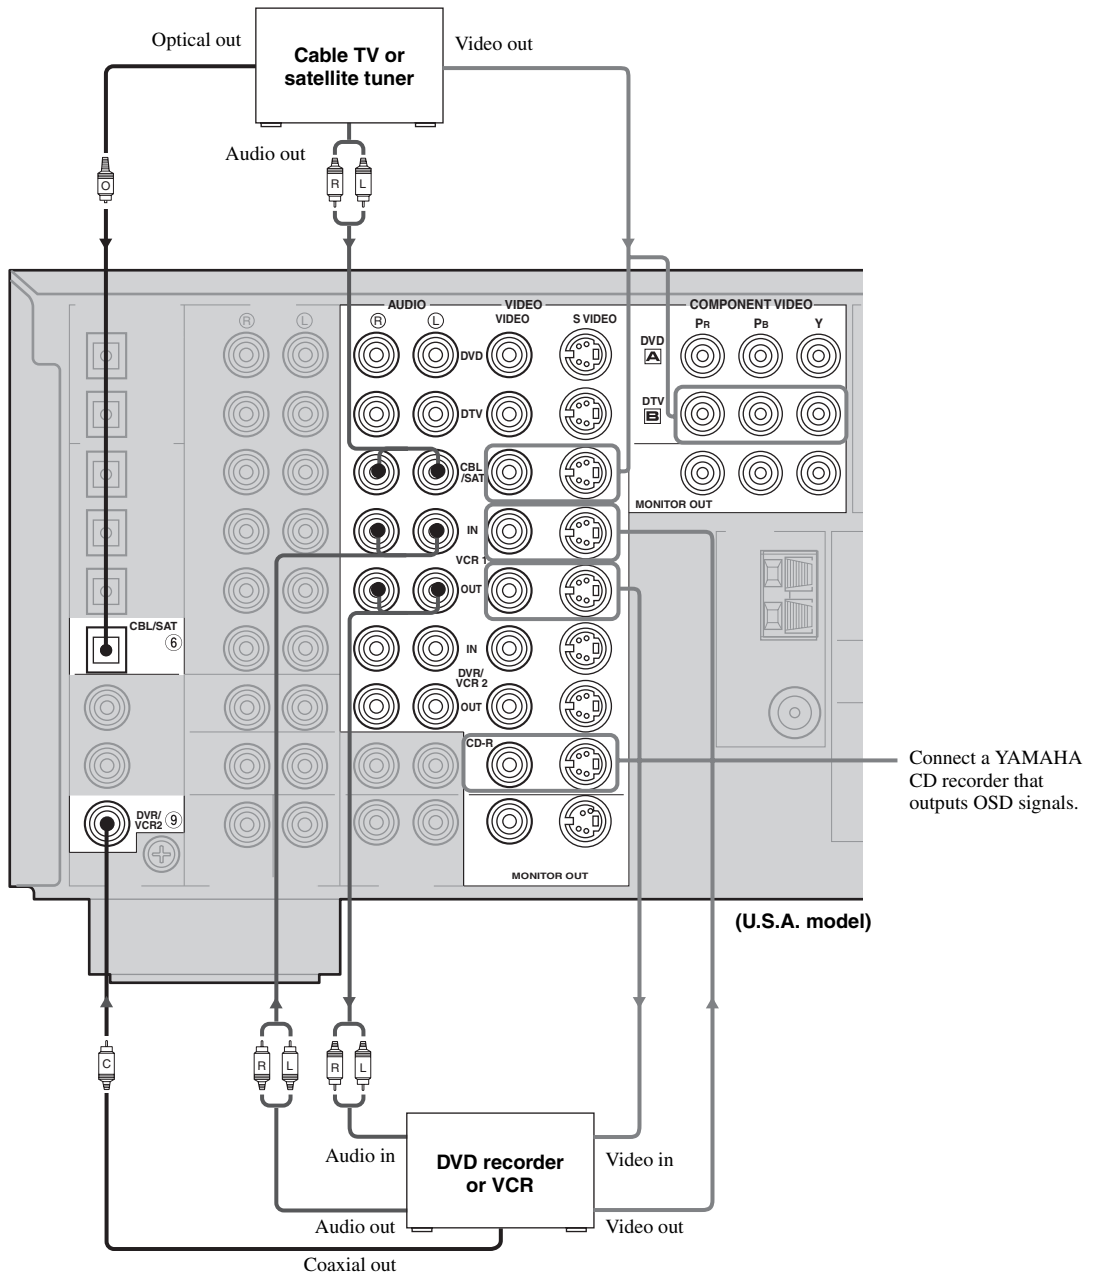 Optical out
Cable TV or
satellite tuner
Video out
Audio out
O
R L
AUDIO
VIDEO
COMPONENT VIDEO
R L R L
VIDEO
S VIDEO
PR PB Y
DVD
DVD
A
DTV
DTV
B
CBL
/SAT
MONITOR OUT
IN
VCR 1
OUT
CBL/SAT
6
IN
DVR/
VCR 2
OUT
CD-R
Connect a YAMAHA
CD recorder that
outputs OSD signals.
DVR/
VCR2
9
MONITOR OUT
(U.S.A. model)
C
R L
R L
Audio in
DVD recorder
or VCR
Video in
Audio out
Video out
Coaxial out